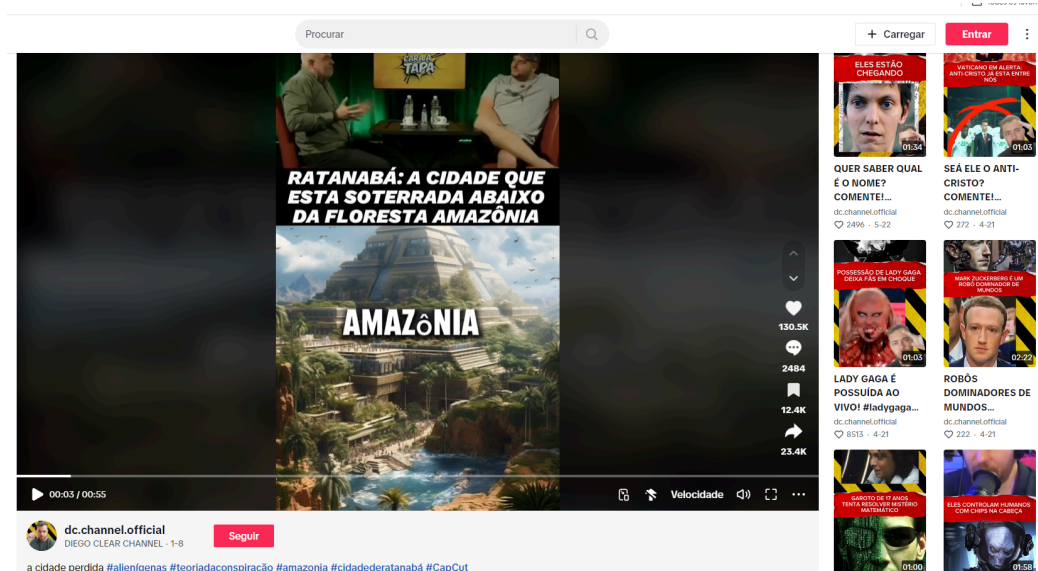 Procurar
+ Carregar
Entrar
CARA A
TAPA
RATANABÁ: A CIDADE QUE
ESTA SOTERRADA ABAIXO
DA FLORESTA AMAZÔNIA
AMAZôNIA
130.5K
2484
12.4K
23.4K
00:03 / 00:55
Velocidade
dc.channel.official
DIEGO CLEAR CHANNEL · 1-8
Seguir
a cidade perdida #alienígenas #teoriadaconspiração #amazonia #cidadederatanabá #CapCut
ELES ESTÃO
CHEGANDO
01:34
QUER SABER QUAL
É O NOME?
COMENTE!...
dc.channel.official
2496 · 5-22
VATICANO EM ALERTA:
ANTI-CRISTO JÁ ESTA ENTRE
NÓS
01:03
SEÁ ELE O ANTI-
CRISTO?
COMENTE!...
dc.channel.official
272 · 4-21
POSSESSÃO DE LADY GAGA
DEIXA FÃS EM CHOQUE
01:03
LADY GAGA É
POSSUÍDA AO
VIVO! #ladygaga...
dc.channel.official
8513 · 4-21
MARK ZUCKERBERG É UM
ROBÔ DOMINADOR DE
MUNDOS
02:22
ROBÔS
DOMINADORES DE
MUNDOS...
dc.channel.official
222 · 4-21
GAROTO DE 17 ANOS
TENTA RESOLVER MISTÉRIO
MATEMÁTICO
01:00
ELES CONTROLAM HUMANOS
COM CHIPS NA CABEÇA
01:58